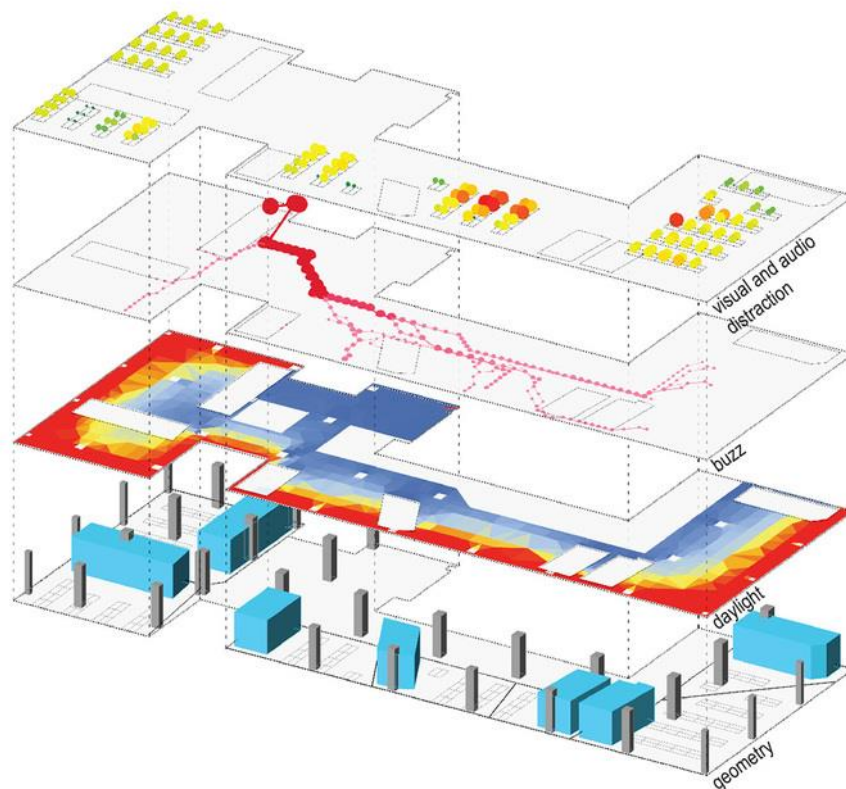 visual and audio
distraction
buzz
daylight
geometry